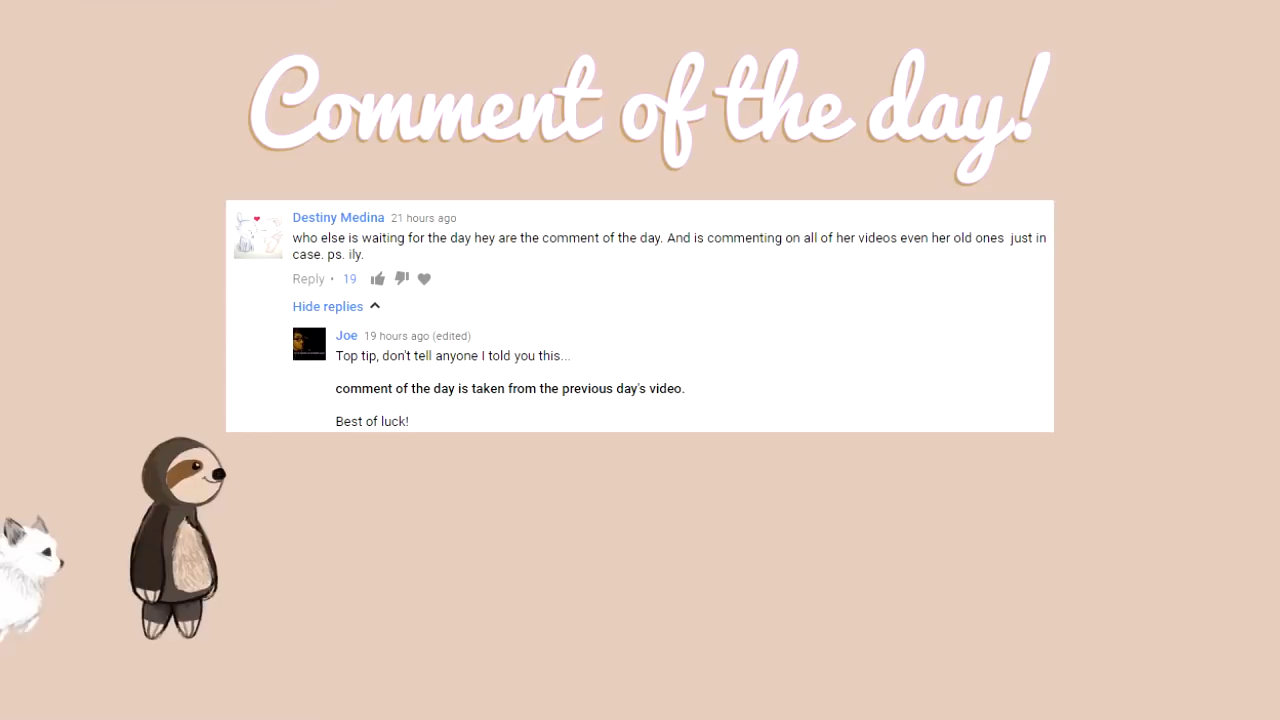 Comment of the day!
Destiny Medina 21 hours ago
who else is waiting for the day hey are the comment of the day. And is commenting on all of her videos even her old ones just in
case. ps. ily.
Reply • 19
Hide replies
Joe 19 hours ago (edited)
Top tip, don't tell anyone I told you this...
comment of the day is taken from the previous day's video.
Best of luck!